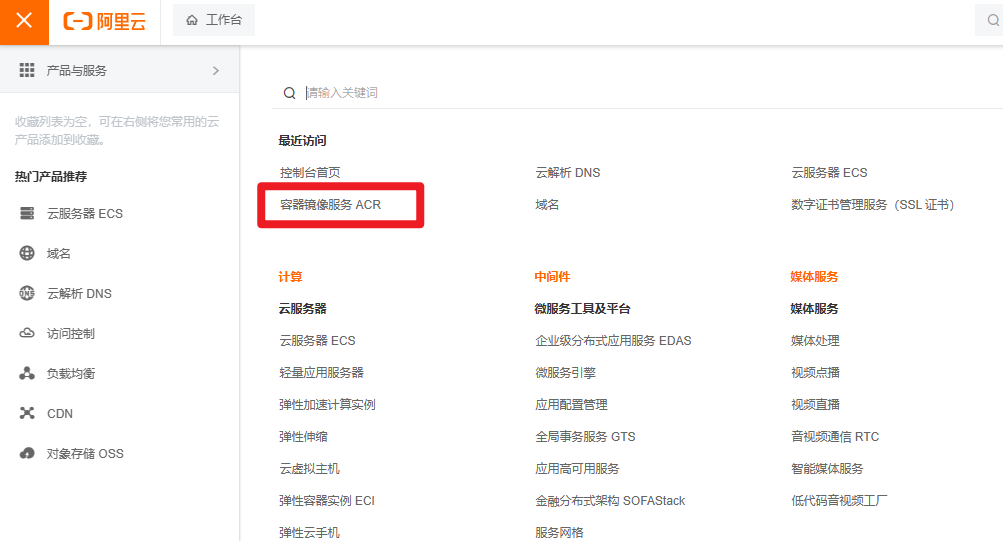 阿里云
工作台
产品与服务
收藏列表为空，可在右侧将您常用的云
产品添加到收藏。
热门产品推荐
云服务器 ECS
域名
云解析 DNS
访问控制
负载均衡
CDN
对象存储 OSS
请输入关键词
最近访问
控制台首页
云解析 DNS
云服务器 ECS
容器镜像服务 ACR
域名
数字证书管理服务（SSL 证书）
计算
云服务器
云服务器 ECS
轻量应用服务器
弹性加速计算实例
弹性伸缩
云虚拟主机
弹性容器实例 ECI
弹性云手机
中间件
微服务工具及平台
企业级分布式应用服务 EDAS
微服务引擎
应用配置管理
全局事务服务 GTS
应用高可用服务
金融分布式架构 SOFAStack
服务网格
媒体服务
媒体服务
媒体处理
视频点播
视频直播
音视频通信 RTC
智能媒体服务
低代码音视频工厂